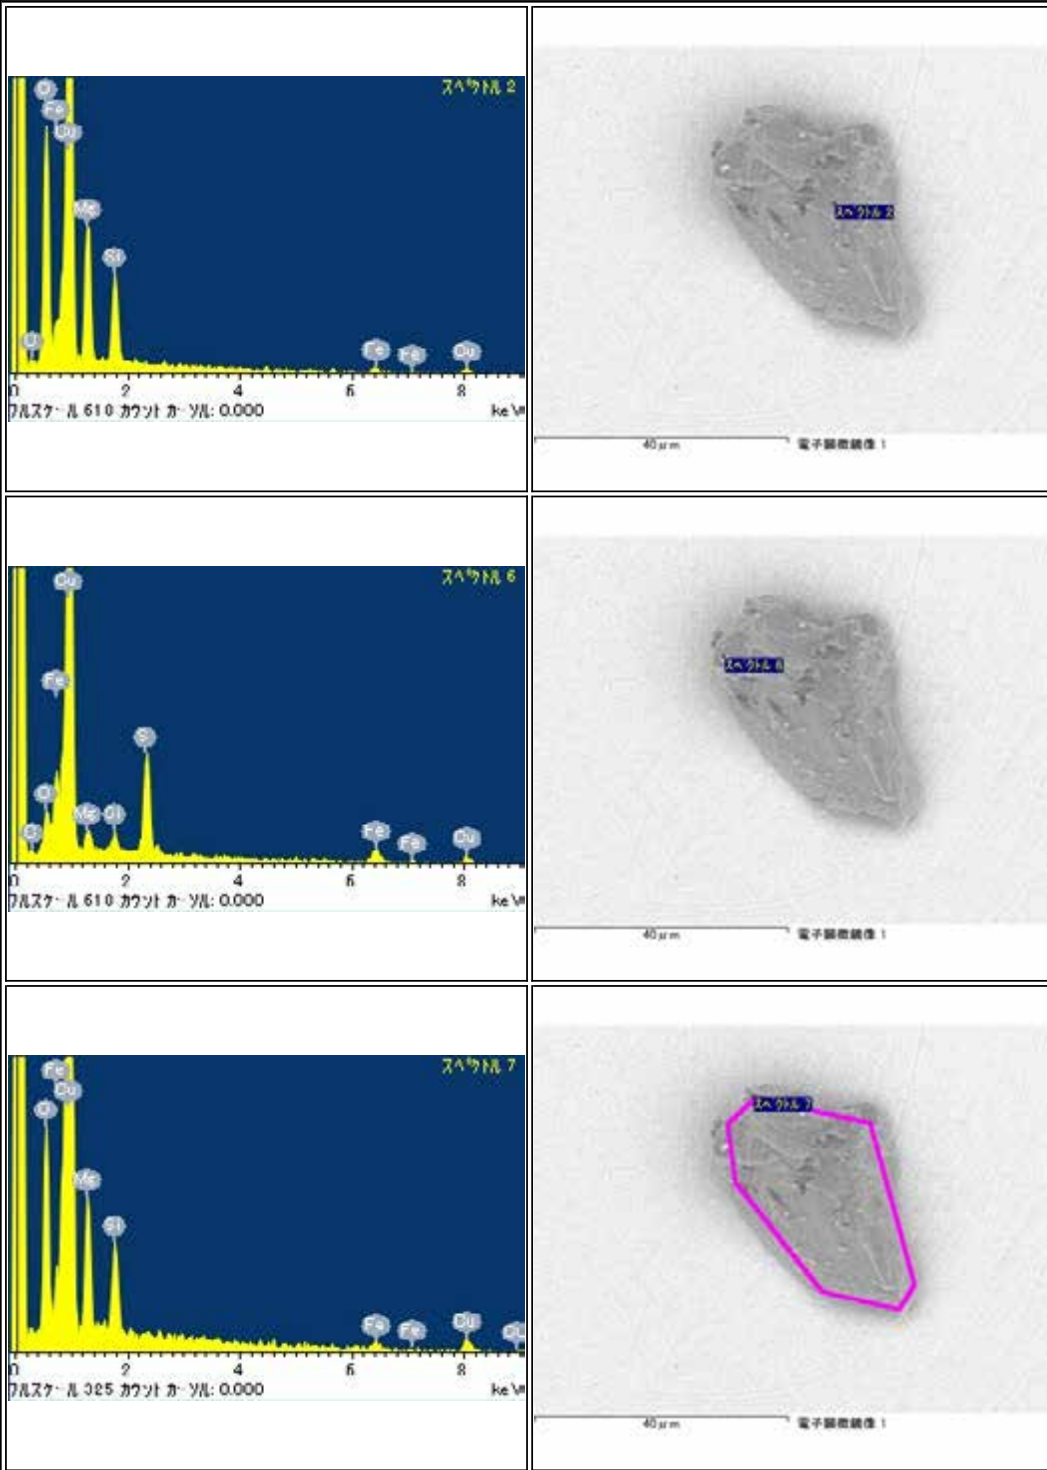 スペクトル 2
O
Fe
Cu
Mg
Si
C
Fe
Fe
Cu
0 2 4 6 8
フルスケール 610 カウント カーソル: 0.000 keV
スペクトル 2
40μm 電子顕微鏡像 1
スペクトル 6
Cu
Fe
S
O
Mg Si
C
Fe
Fe
Cu
0 2 4 6 8
フルスケール 610 カウント カーソル: 0.000 keV
スペクトル 6
40μm 電子顕微鏡像 1
スペクトル 7
Fe
Cu
O
Mg
Si
Fe
Fe
Cu
Cu
0 2 4 6 8
フルスケール 325 カウント カーソル: 0.000 keV
スペクトル 7
40μm 電子顕微鏡像 1